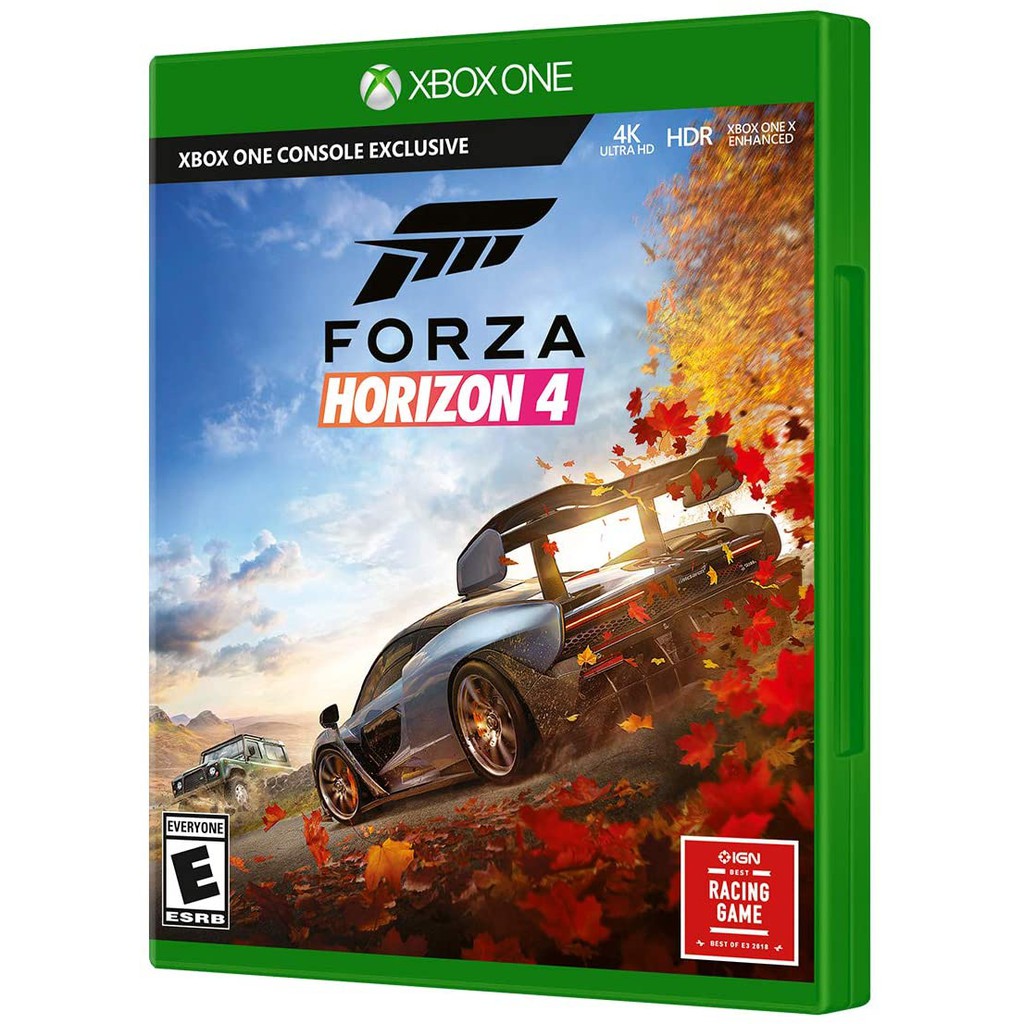 XBOX ONE
XBOX ONE CONSOLE EXCLUSIVE
4K
ULTRA HD
HDR
XBOX ONE X
ENHANCED
FORZA
HORIZON 4
McLaren
EVERYONE
E
ESRB
IGN
BEST
RACING
GAME
BEST OF E3 2018